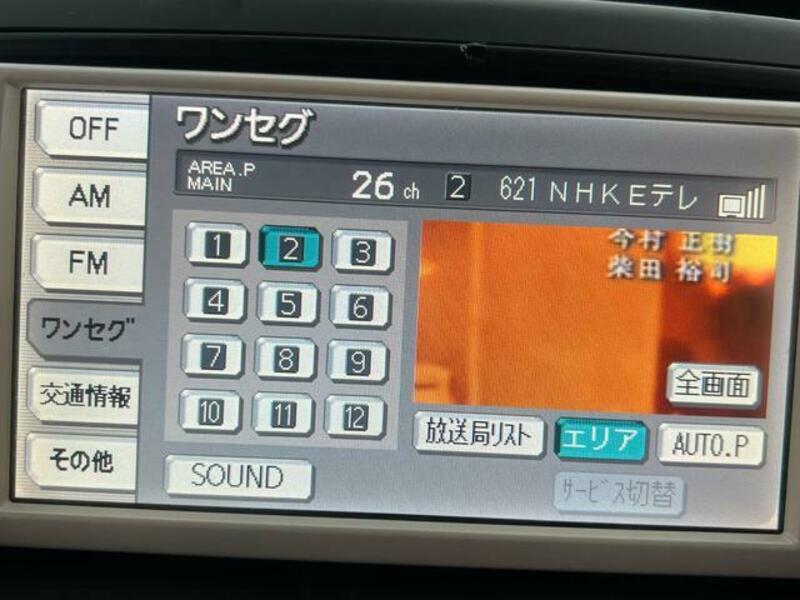 OFF
AM
FM
ワンセグ
交通情報
その他
ワンセグ
AREA.P
MAIN
26 ch 2 621 NHKEテレ
1 2 3
4 5 6
7 8 9
10 11 12
SOUND
今村 正樹
柴田 裕司
全画面
放送局リスト エリア AUTO.P
サービス切替